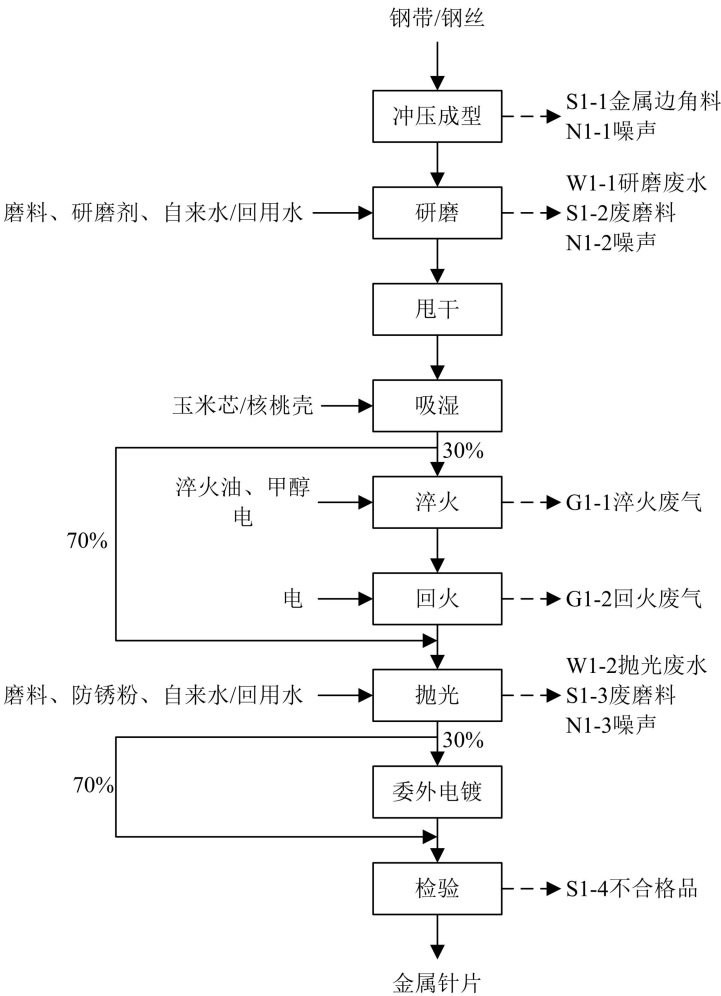 钢带/钢丝
冲压成型
S1-1金属边角料
N1-1噪声
磨料、研磨剂、自来水/回用水
研磨
W1-1研磨废水
S1-2废磨料
N1-2噪声
甩干
玉米芯/核桃壳
吸湿
30%
淬火油、甲醇
电
淬火
G1-1淬火废气
70%
电
回火
G1-2回火废气
磨料、防锈粉、自来水/回用水
抛光
W1-2抛光废水
S1-3废磨料
N1-3噪声
30%
70%
委外电镀
检验
S1-4不合格品
金属针片